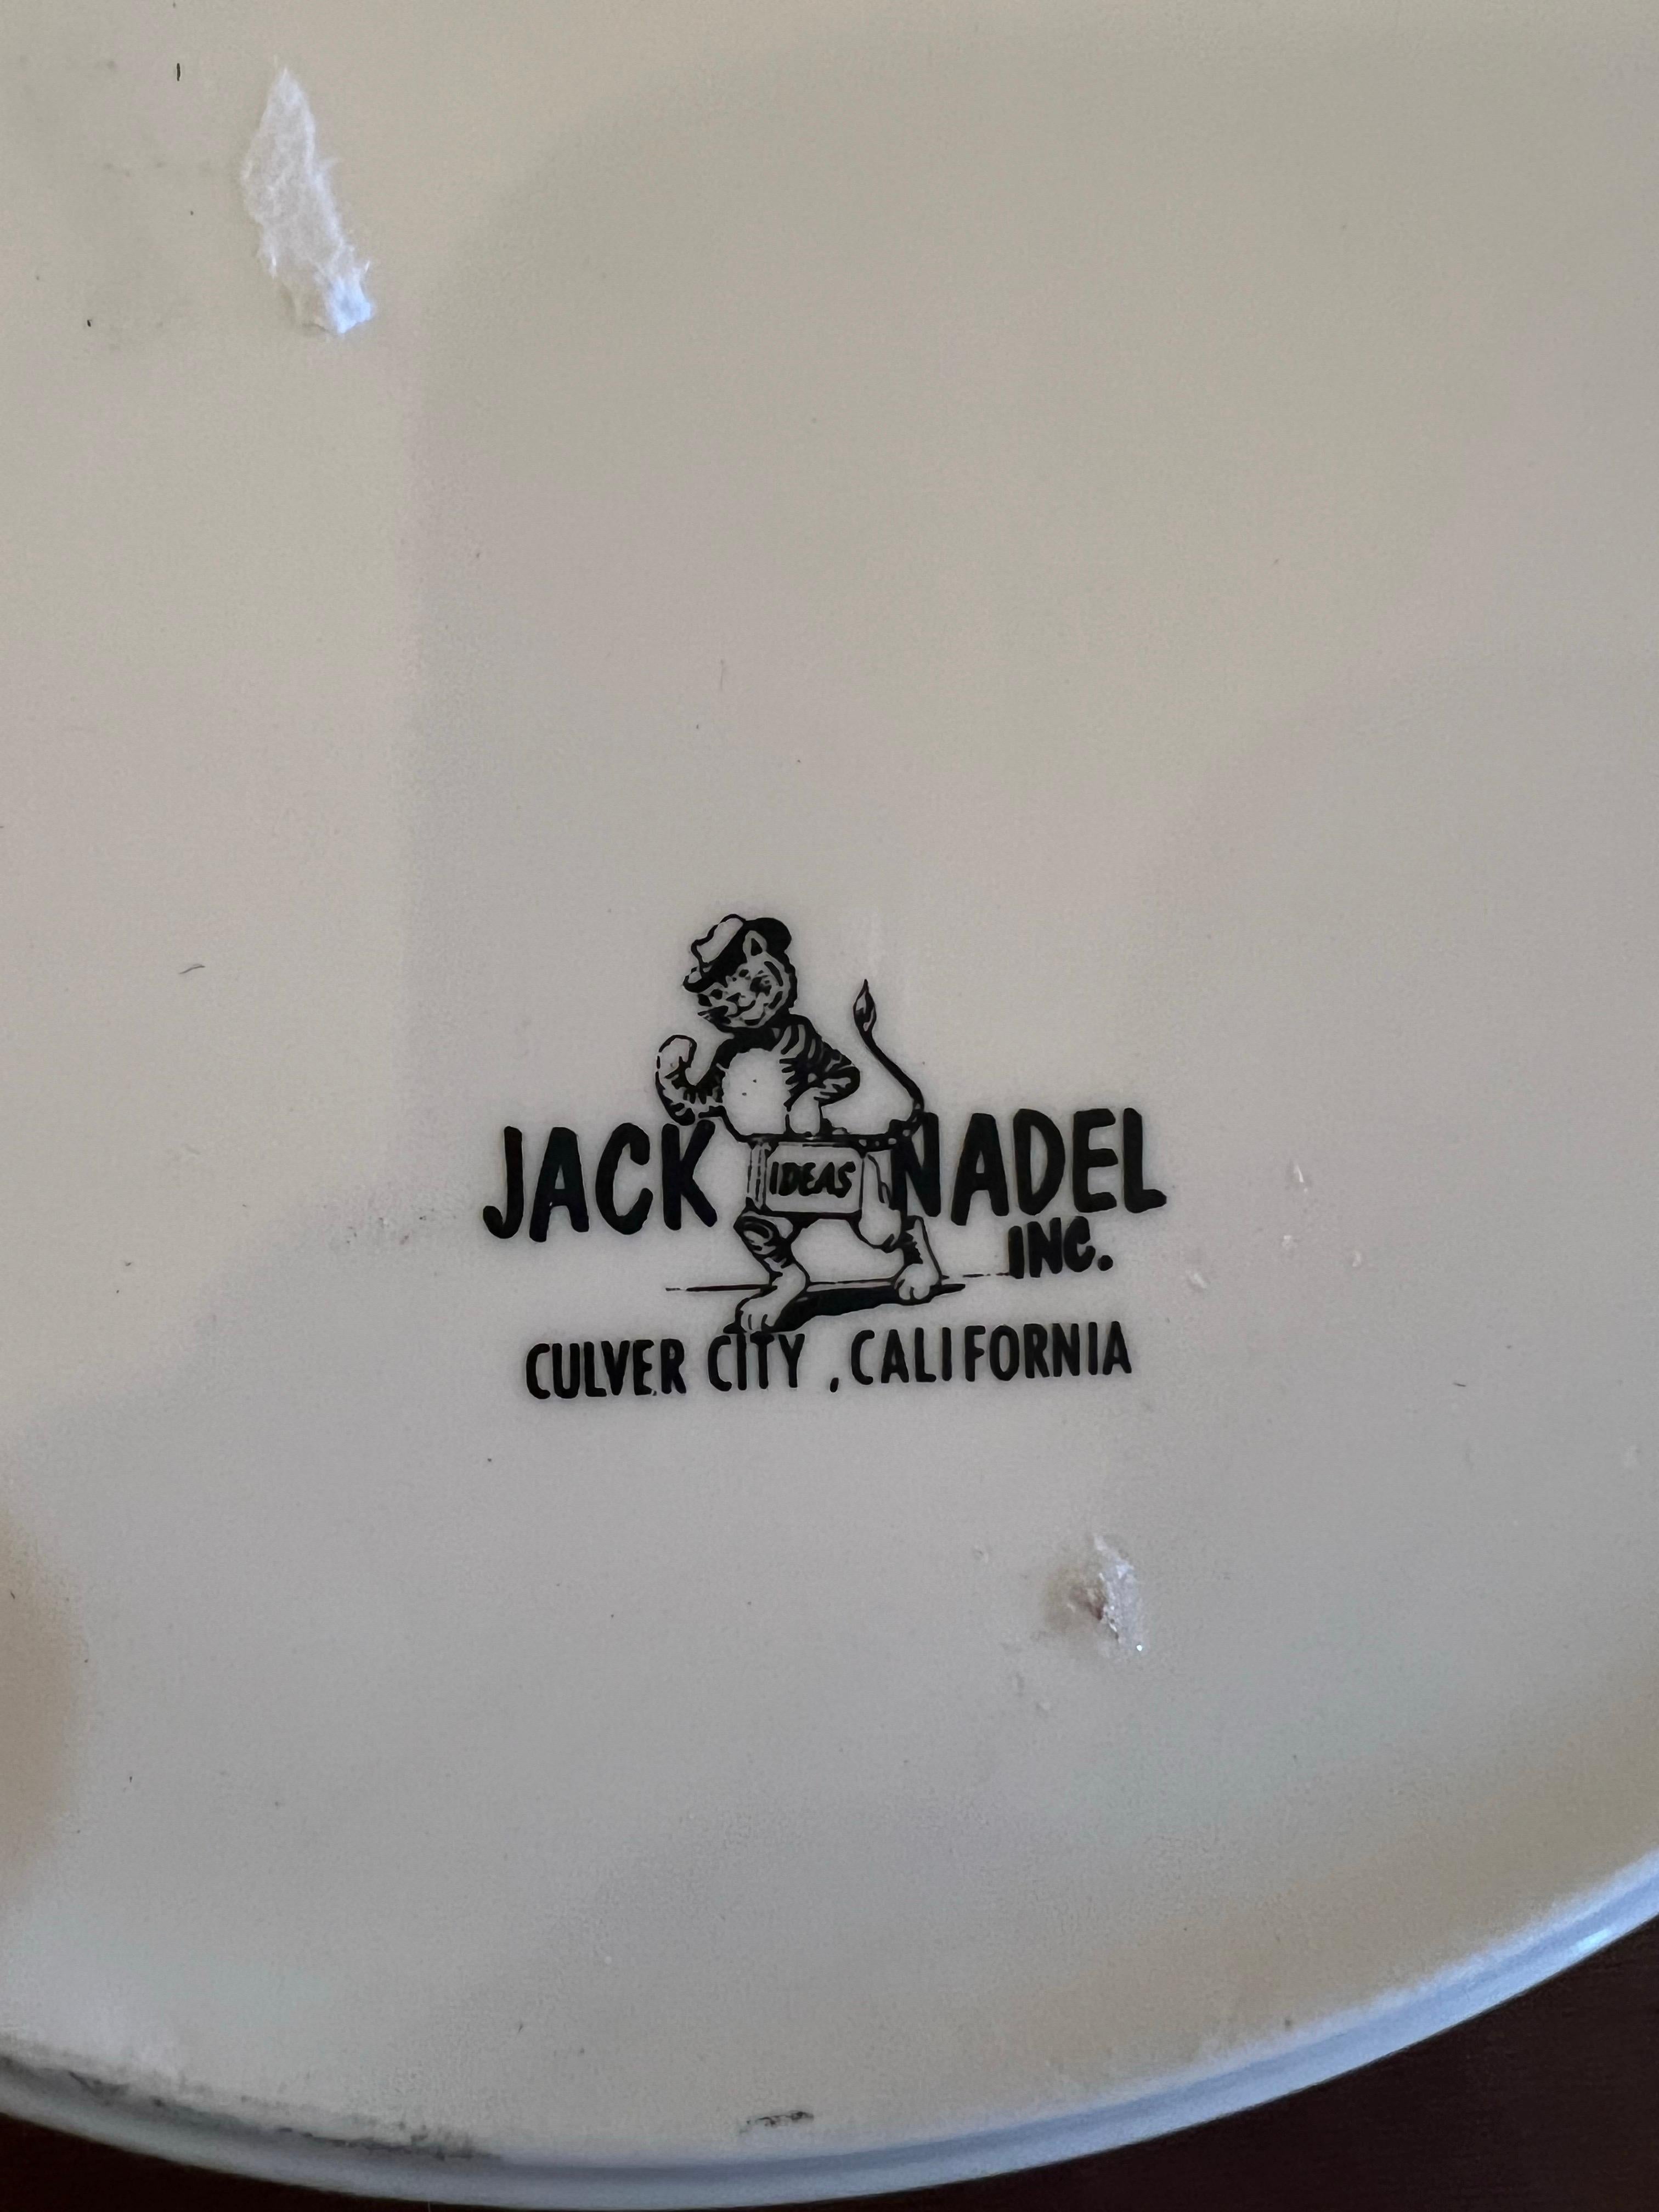 JACK NADEL
IDEAS
INC.
CULVER CITY , CALIFORNIA